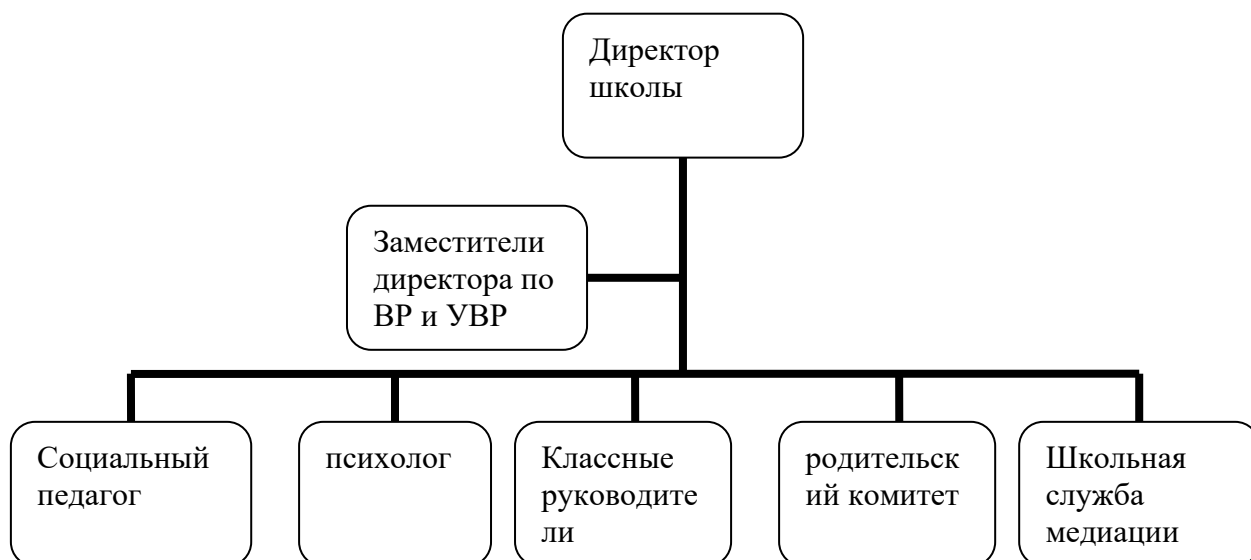 Директор
школы
Заместители
директора по
ВР и УВР
Социальный
педагог
психолог
Классные
руководите
ли
родительск
ий комитет
Школьная
служба
медиации